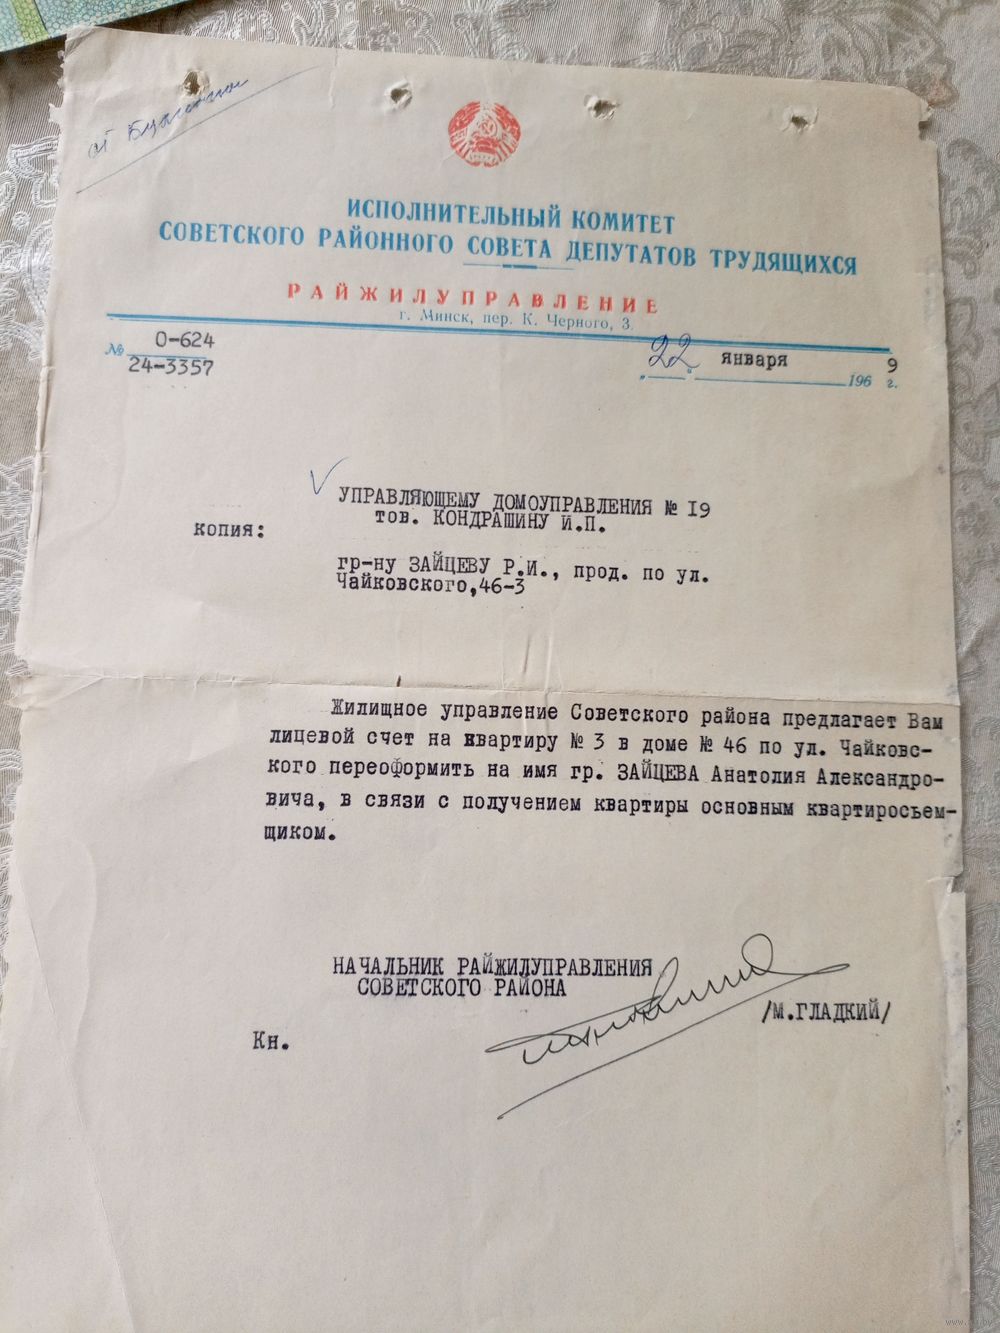 ИСПОЛНИТЕЛЬНЫЙ КОМИТЕТ
СОВЕТСКОГО РАЙОННОГО СОВЕТА ДЕПУТАТОВ ТРУДЯЩИХСЯ
РАЙЖИЛУПРАВЛЕНИЕ
г. Минск, пер. К. Черного, 3.
№ 0-624
24-3357
„22" января 1969 г.
УПРАВЛЯЮЩЕМУ ДОМОУПРАВЛЕНИЯ № I9
тов. КОНДРАШИНУ И.П.
копия:
гр-ну ЗАЙЦЕВУ Р.И., прод. по ул.
Чайковского,46-3
Жилищное управление Советского района предлагает Вам
лицевой счет на квартиру № 3 в доме № 46 по ул. Чайковс-
кого переоформить на имя гр. ЗАЙЦЕВА Анатолия Александро-
вича, в связи с получением квартиры основным квартиросьем-
щиком.
НАЧАЛЬНИК РАЙЖИЛУПРАВЛЕНИЯ
СОВЕТСКОГО РАЙОНА
/М.ГЛАДКИЙ/
Кн.